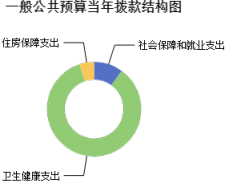 一般公共预算当年拨款结构图
住房保障支出
社会保障和就业支出
卫生健康支出